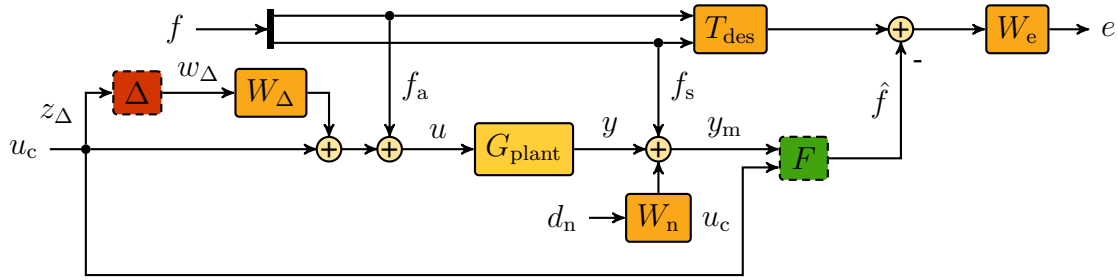 f
T_des
W_e
e
-
Δ
w_Δ
W_Δ
f_a
f_s
f̂
z_Δ
u_c
+
+
u
G_plant
y
+
y_m
F
+
d_n
W_n
u_c